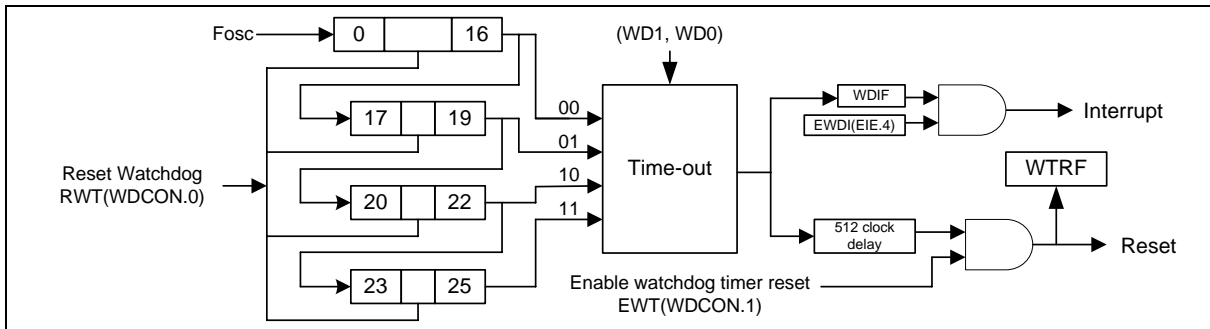 Fosc
0
16
(WD1, WD0)
17
19
00
01
10
11
Time-out
WDIF
EWDI(EIE.4)
Interrupt
Reset Watchdog
RWT(WDCON.0)
20
22
WTRF
512 clock
delay
Reset
23
25
Enable watchdog timer reset
EWT(WDCON.1)